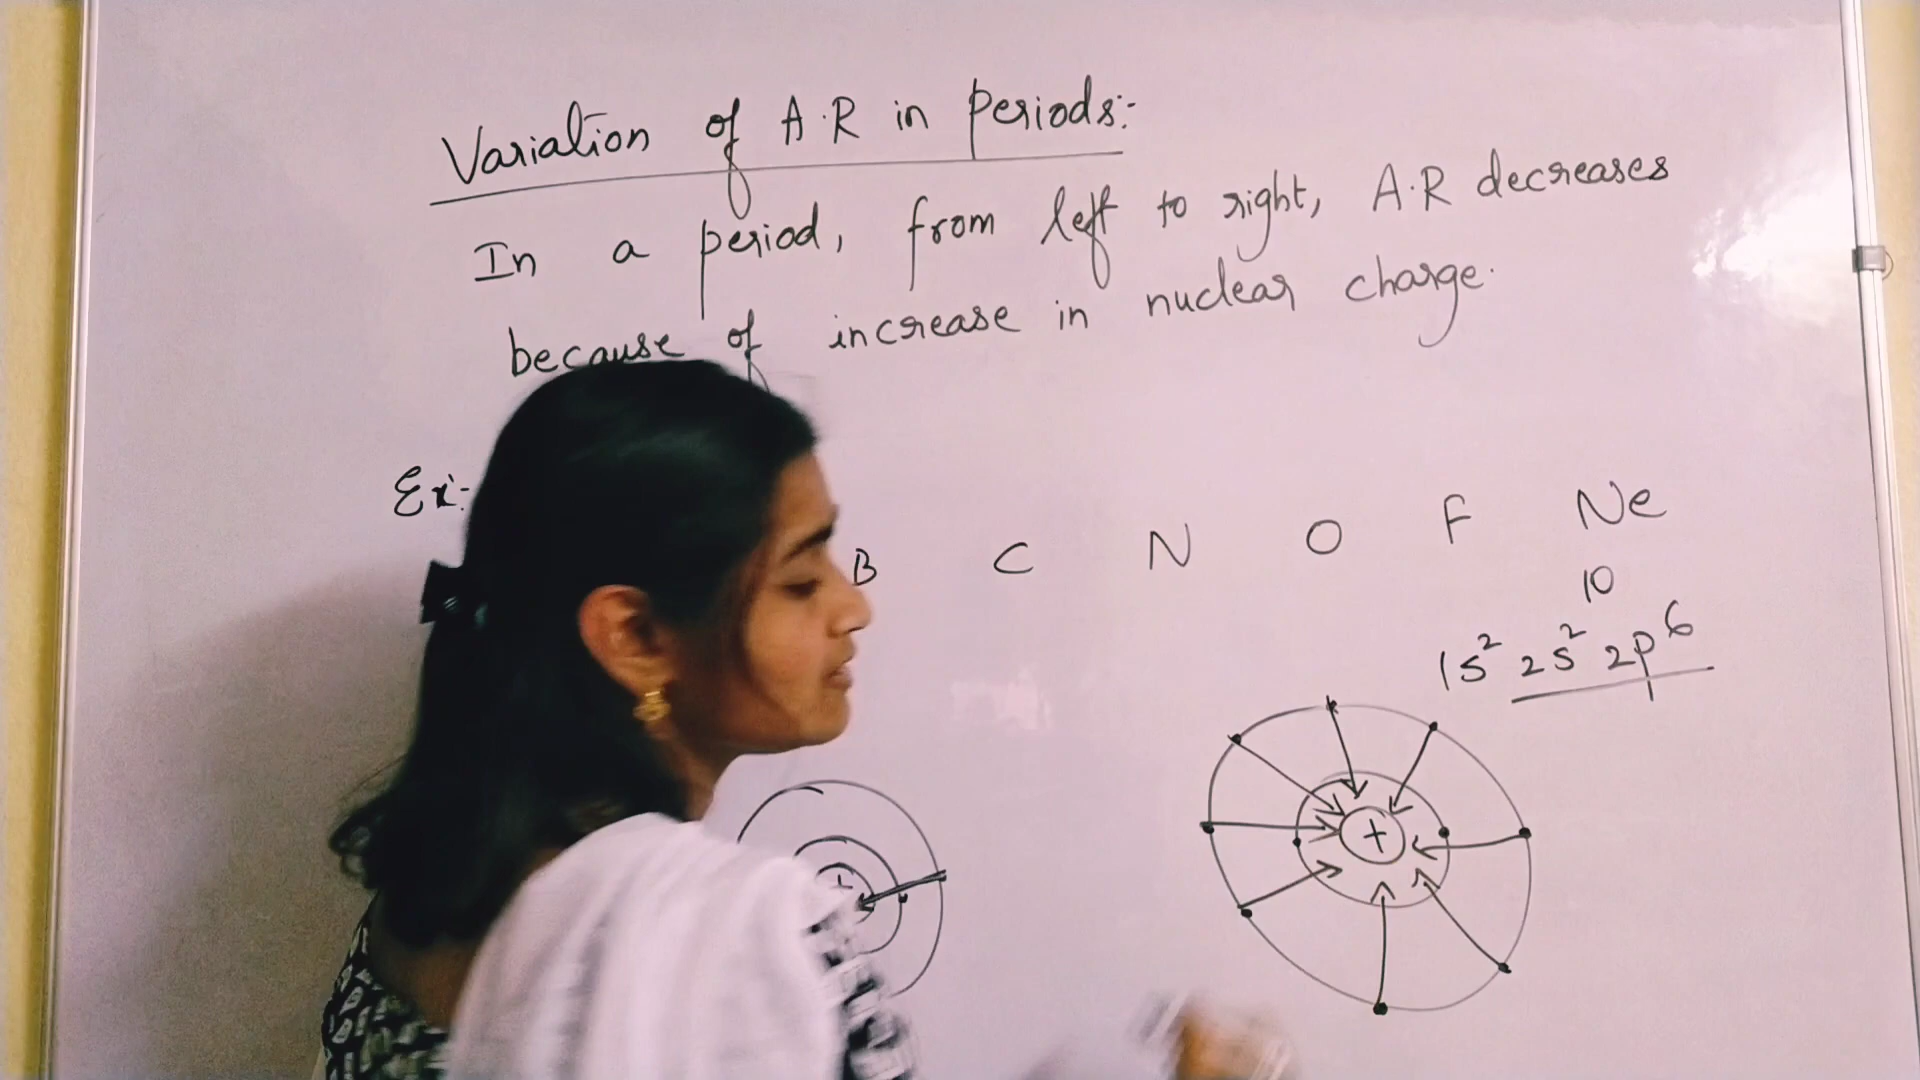 Variation of A.R in Periods:-
In a period, from left to right, A.R decreases
because of increase in nuclear charge.
Ex:- B C N O F Ne
10
1s² 2s² 2p⁶
+
+